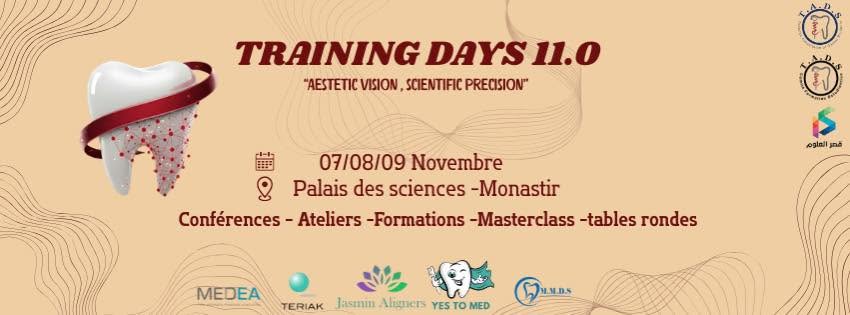 TRAINING DAYS 11.0
"AESTETIC VISION , SCIENTIFIC PRECISION"
07/08/09 Novembre
Palais des sciences -Monastir
Conférences - Ateliers -Formations -Masterclass -tables rondes
T.A.D.S
T.A.D.S
قصر العلوم
MEDEA
TERIAK
Jasmin Aligners
YES TO MED
M.M.D.S